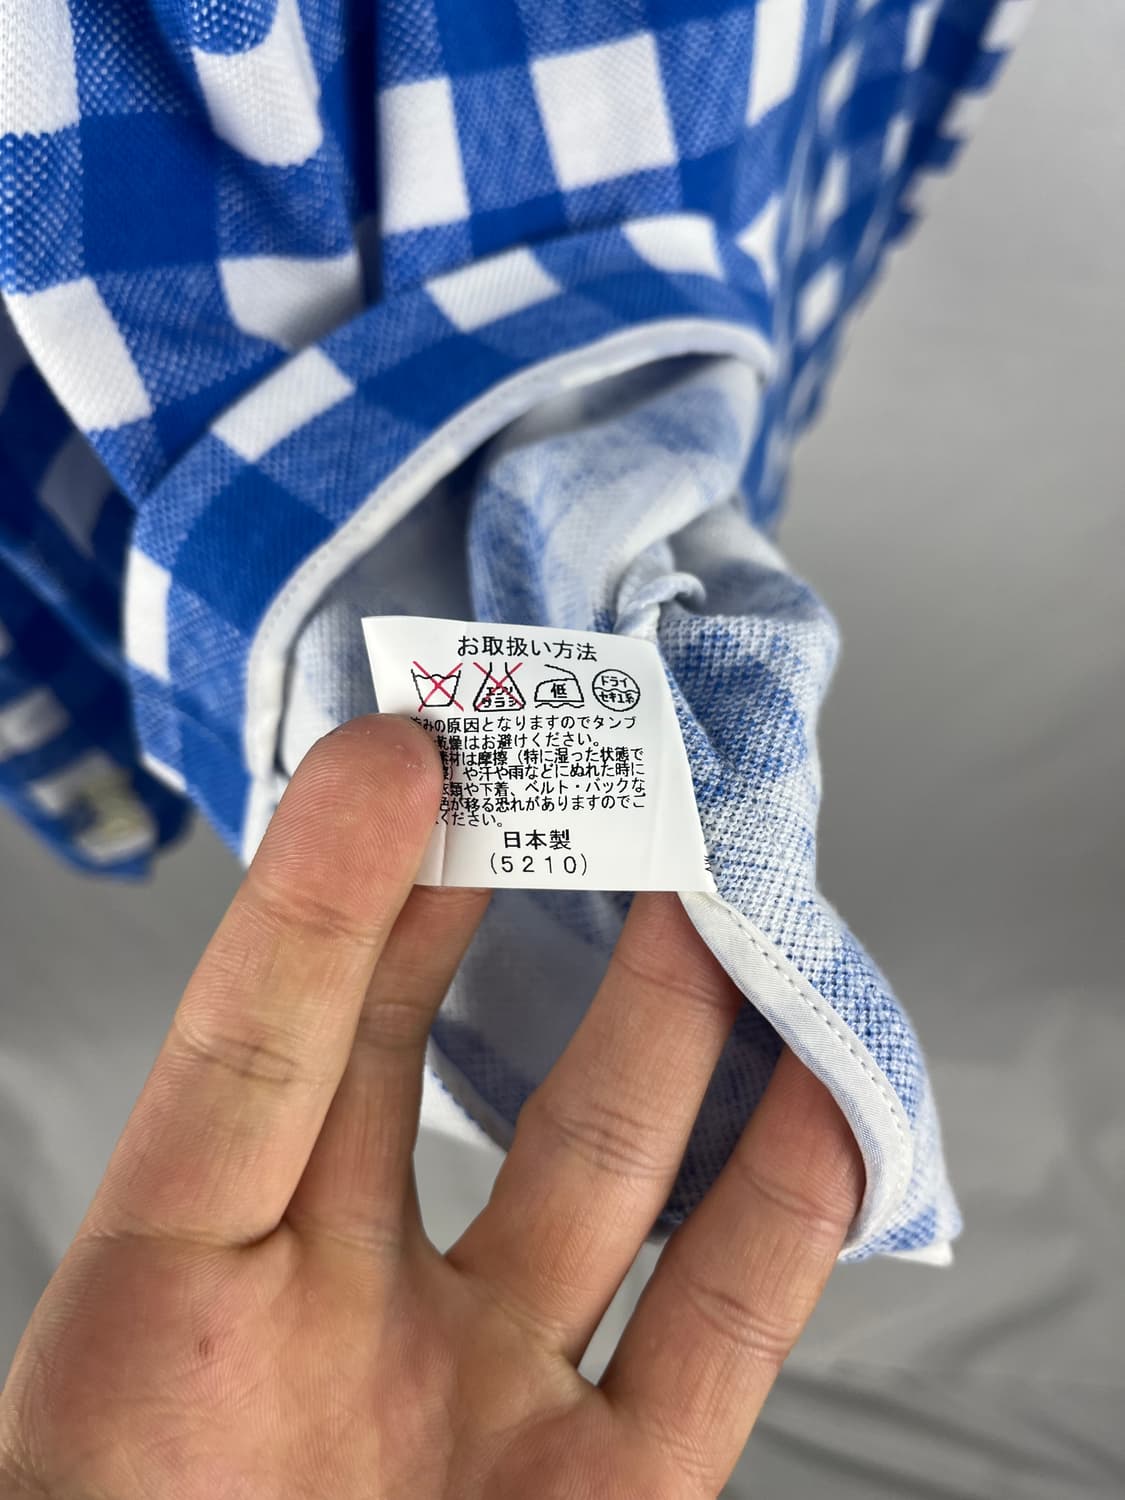 お取扱い方法
エンソ
サラシ
低
ドライ
セキユ系
みの原因となりますのでタンブ
乾燥はお避けください。
素材は摩擦（特に湿った状態で
）や汗や雨などにぬれた時に
衣類や下着、ベルト・バックな
色が移る恐れがありますのでご
ください。
日本製
(5210)